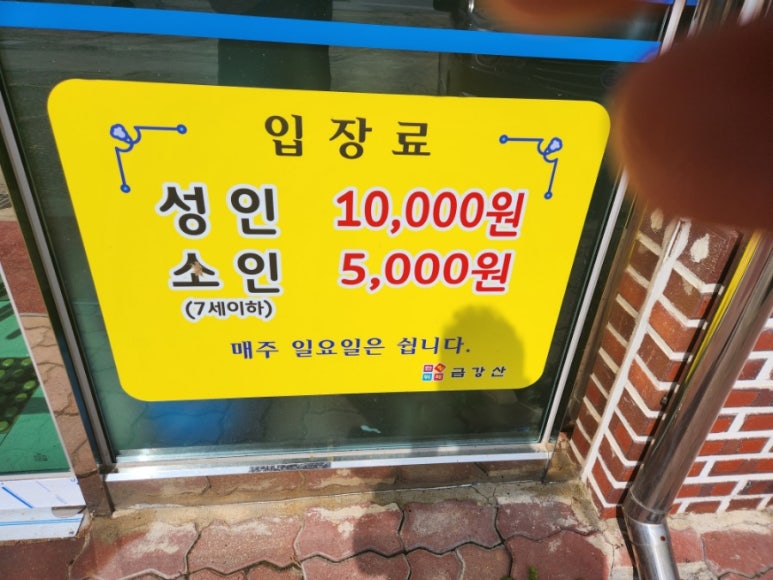 입장료
성인 10,000원
소인 5,000원
(7세이하)
매주 일요일은 쉽니다.
금강산